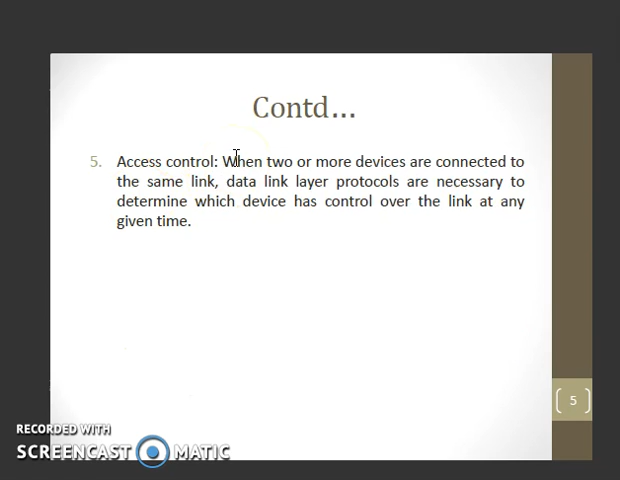 Contd...
5. Access control: When two or more devices are connected to
the same link, data link layer protocols are necessary to
determine which device has control over the link at any
given time.
5
RECORDED WITH
SCREENCAST MATIC